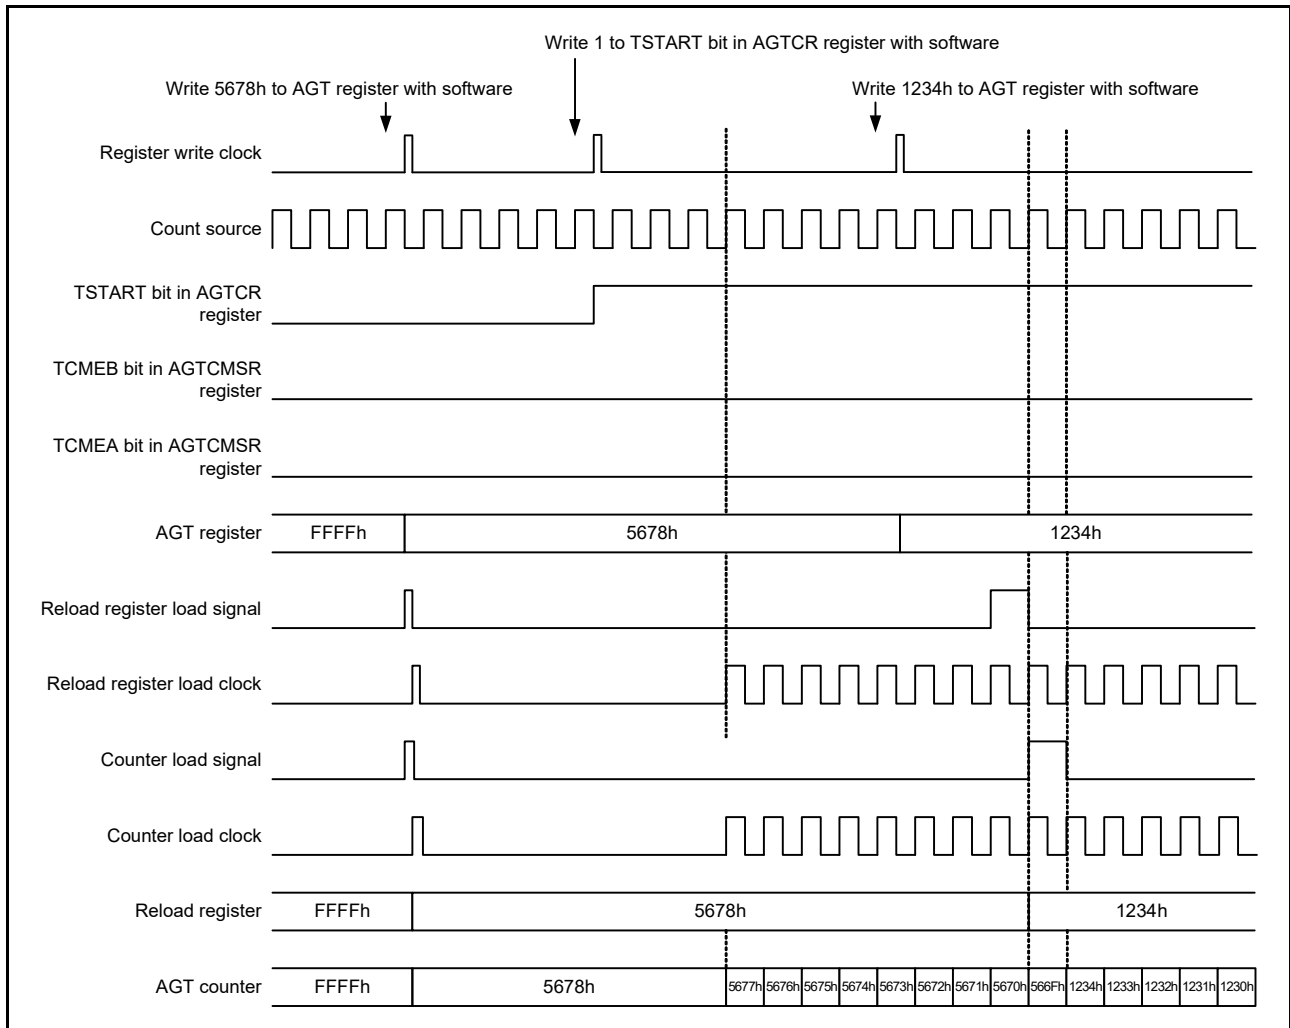 Write 1 to TSTART bit in AGTCR register with software
Write 5678h to AGT register with software
Write 1234h to AGT register with software
Register write clock
Count source
TSTART bit in AGTCR
register
TCMEB bit in AGTCMSR
register
TCMEA bit in AGTCMSR
register
AGT register
FFFFh
5678h
1234h
Reload register load signal
Reload register load clock
Counter load signal
Counter load clock
Reload register
FFFFh
5678h
1234h
AGT counter
FFFFh
5678h
5677h
5676h
5675h
5674h
5673h
5672h
5671h
5670h
566Fh
1234h
1233h
1232h
1231h
1230h